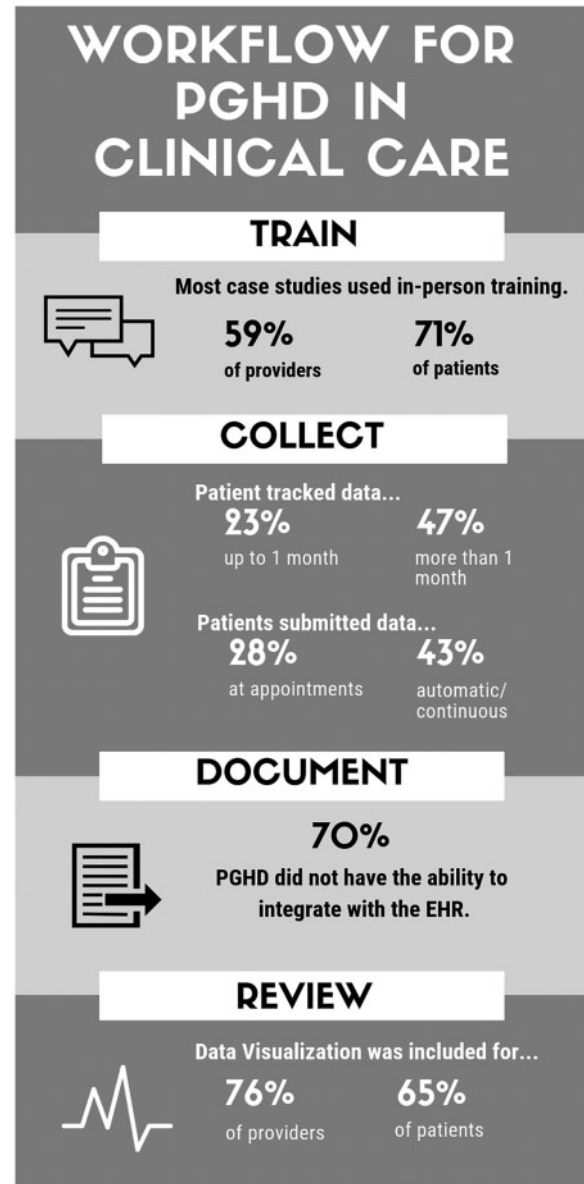 WORKFLOW FOR
PGHD IN
CLINICAL CARE
TRAIN
Most case studies used in-person training.
59% 71%
of providers of patients
COLLECT
Patient tracked data...
23% 47%
up to 1 month more than 1
month
Patients submitted data...
28% 43%
at appointments automatic/
continuous
DOCUMENT
70%
PGHD did not have the ability to
integrate with the EHR.
REVIEW
Data Visualization was included for...
76% 65%
of providers of patients